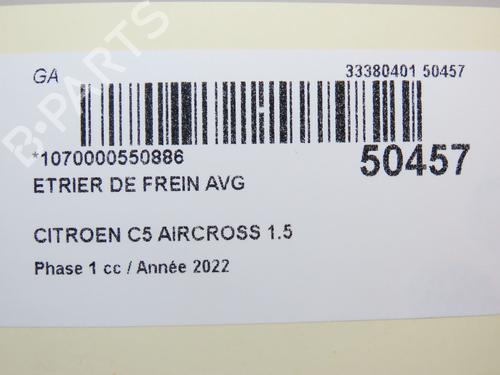 B-PARTS
GA
33380401 50457
*1070000550886
50457
ETRIER DE FREIN AVG
CITROEN C5 AIRCROSS 1.5
Phase 1 cc / Année 2022